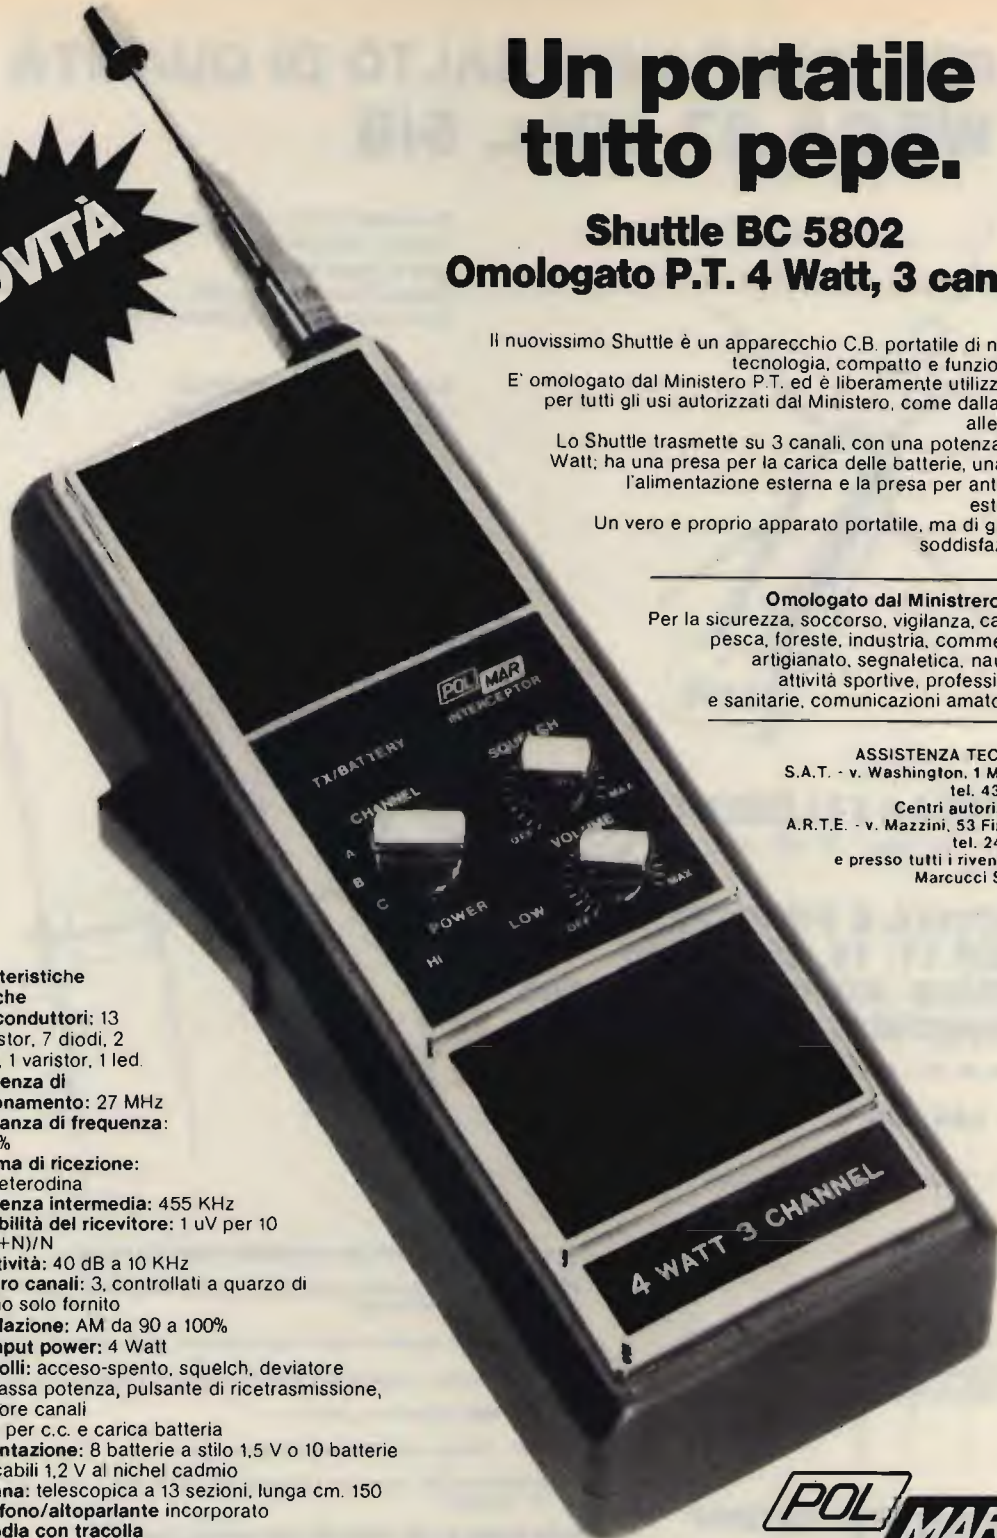 OVITÀ
Un portatile
tutto pepe.
Shuttle BC 5802
Omologato P.T. 4 Watt, 3 can
Il nuovissimo Shuttle è un apparecchio C.B. portatile di n
tecnologia, compatto e funzio
E' omologato dal Ministero P.T. ed è liberamente utilizz
per tutti gli usi autorizzati dal Ministero, come dalla
alle
Lo Shuttle trasmette su 3 canali, con una potenza
Watt; ha una presa per la carica delle batterie, una
l'alimentazione esterna e la presa per ant
est
Un vero e proprio apparato portatile, ma di g
soddisfa
Omologato dal Ministrero
Per la sicurezza, soccorso, vigilanza, ca
pesca, foreste, industria, comme
artigianato, segnaletica, nau
attività sportive, professi
e sanitarie, comunicazioni amato
ASSISTENZA TEC
S.A.T. - v. Washington, 1 M
tel. 43
Centri autori
A.R.T.E. - v. Mazzini, 53 Fi
tel. 24
e presso tutti i riven
Marcucci S
POL MAR
INTERCEPTOR
TX/BATTERY
SQUELCH
CHANNEL
OFF MAX
A
B
C
VOLUME
OFF MAX
POWER
HI LOW
4 WATT 3 CHANNEL
teristiche
che
conduttori: 13
stor, 7 diodi, 2
, 1 varistor, 1 led.
enza di
onamento: 27 MHz
anza di frequenza:
%
ma di ricezione:
eterodina
enza intermedia: 455 KHz
bilità del ricevitore: 1 uV per 10
+N)/N
tività: 40 dB a 10 KHz
ro canali: 3, controllati a quarzo di
o solo fornito
lazione: AM da 90 a 100%
put power: 4 Watt
olli: acceso-spento, squelch, deviatore
assa potenza, pulsante di ricetrasmissione,
ore canali
per c.c. e carica batteria
ntazione: 8 batterie a stilo 1,5 V o 10 batterie
cabili 1,2 V al nichel cadmio
na: telescopica a 13 sezioni, lunga cm. 150
fono/altoparlante incorporato
dia con tracolla
POL MAR